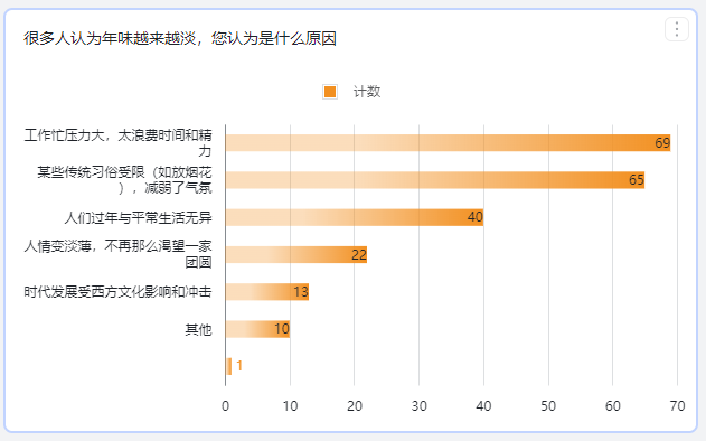 很多人认为年味越来越淡，您认为是什么原因
计数
工作忙压力大，太浪费时间和精
力
69
某些传统习俗受限（如放烟花
），减弱了气氛
65
人们过年与平常生活无异
40
人情变淡薄，不再那么渴望一家
团圆
22
时代发展受西方文化影响和冲击
13
其他
10
1
0 10 20 30 40 50 60 70